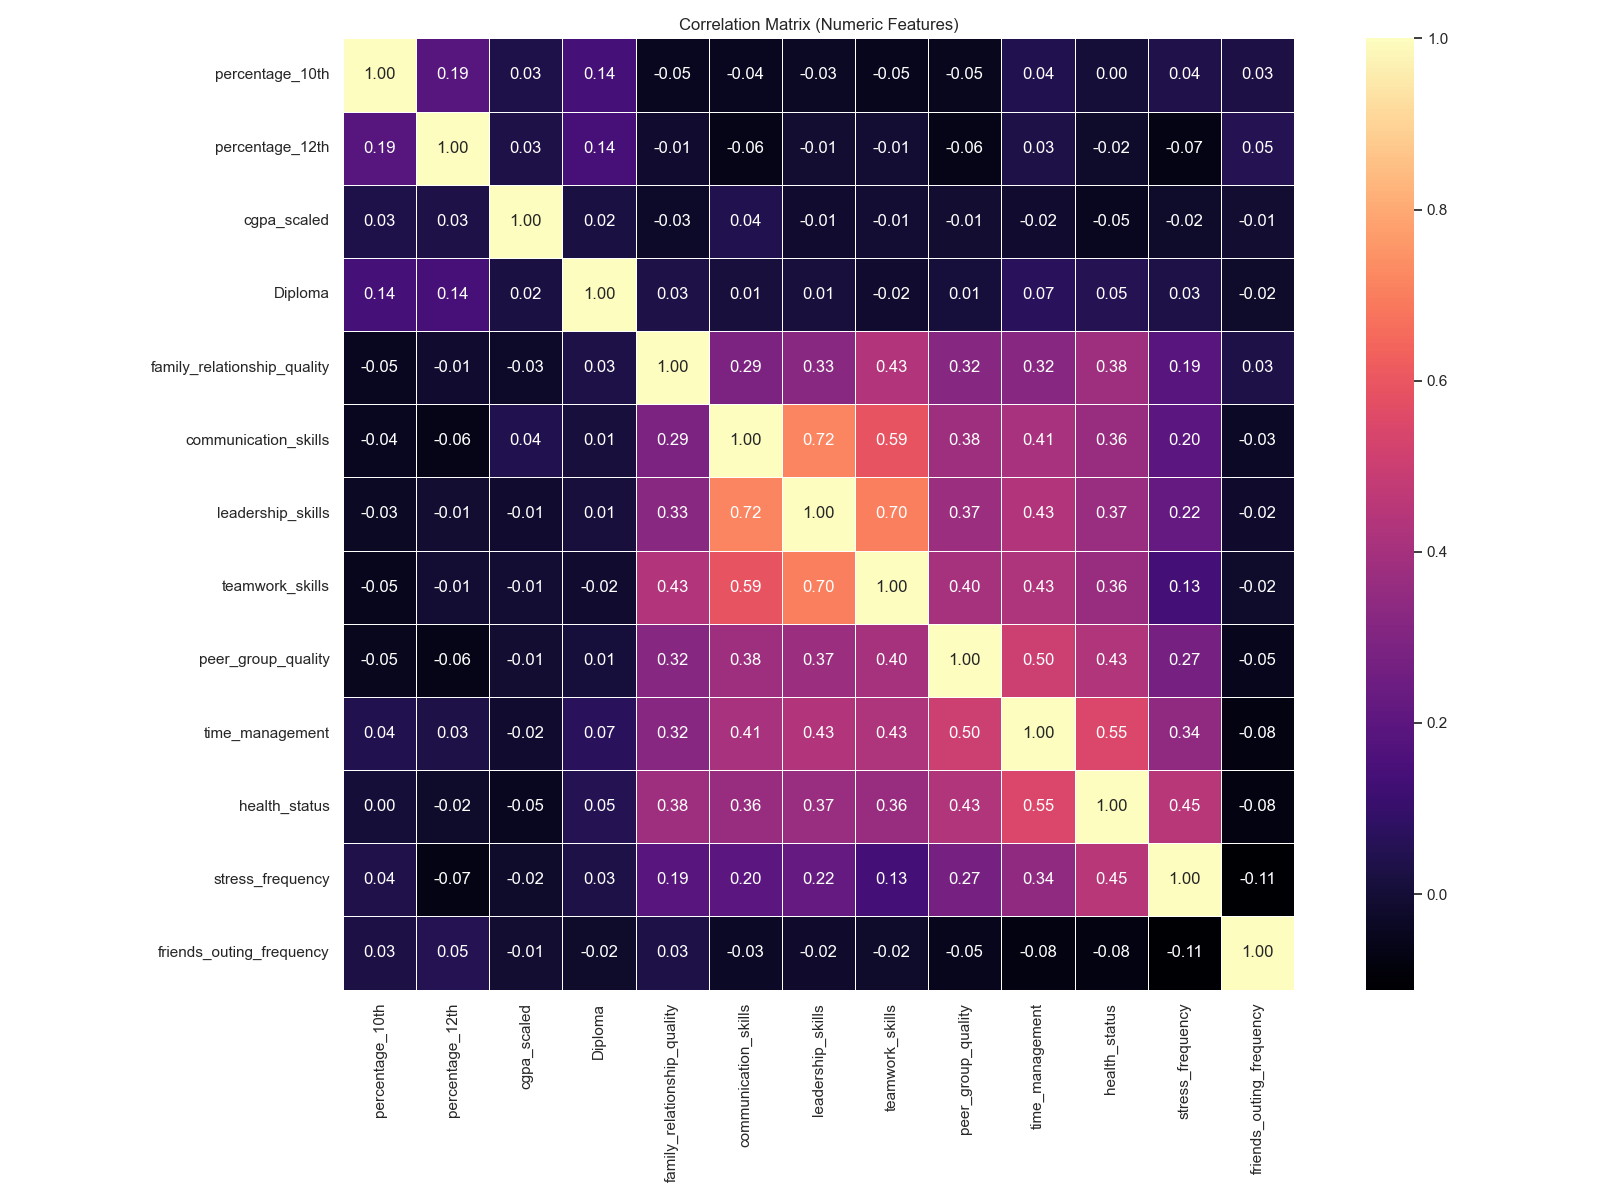 Correlation Matrix (Numeric Features)
percentage_10th 1.00 0.19 0.03 0.14 -0.05 -0.04 -0.03 -0.05 -0.05 0.04 0.00 0.04 0.03
percentage_12th 0.19 1.00 0.03 0.14 -0.01 -0.06 -0.01 -0.01 -0.06 0.03 -0.02 -0.07 0.05
cgpa_scaled 0.03 0.03 1.00 0.02 -0.03 0.04 -0.01 -0.01 -0.01 -0.02 -0.05 -0.02 -0.01
Diploma 0.14 0.14 0.02 1.00 0.03 0.01 0.01 -0.02 0.01 0.07 0.05 0.03 -0.02
family_relationship_quality -0.05 -0.01 -0.03 0.03 1.00 0.29 0.33 0.43 0.32 0.32 0.38 0.19 0.03
communication_skills -0.04 -0.06 0.04 0.01 0.29 1.00 0.72 0.59 0.38 0.41 0.36 0.20 -0.03
leadership_skills -0.03 -0.01 -0.01 0.01 0.33 0.72 1.00 0.70 0.37 0.43 0.37 0.22 -0.02
teamwork_skills -0.05 -0.01 -0.01 -0.02 0.43 0.59 0.70 1.00 0.40 0.43 0.36 0.13 -0.02
peer_group_quality -0.05 -0.06 -0.01 0.01 0.32 0.38 0.37 0.40 1.00 0.50 0.43 0.27 -0.05
time_management 0.04 0.03 -0.02 0.07 0.32 0.41 0.43 0.43 0.50 1.00 0.55 0.34 -0.08
health_status 0.00 -0.02 -0.05 0.05 0.38 0.36 0.37 0.36 0.43 0.55 1.00 0.45 -0.08
stress_frequency 0.04 -0.07 -0.02 0.03 0.19 0.20 0.22 0.13 0.27 0.34 0.45 1.00 -0.11
friends_outing_frequency 0.03 0.05 -0.01 -0.02 0.03 -0.03 -0.02 -0.02 -0.05 -0.08 -0.08 -0.11 1.00
percentage_10th
percentage_12th
cgpa_scaled
Diploma
family_relationship_quality
communication_skills
leadership_skills
teamwork_skills
peer_group_quality
time_management
health_status
stress_frequency
friends_outing_frequency
1.0
0.8
0.6
0.4
0.2
0.0